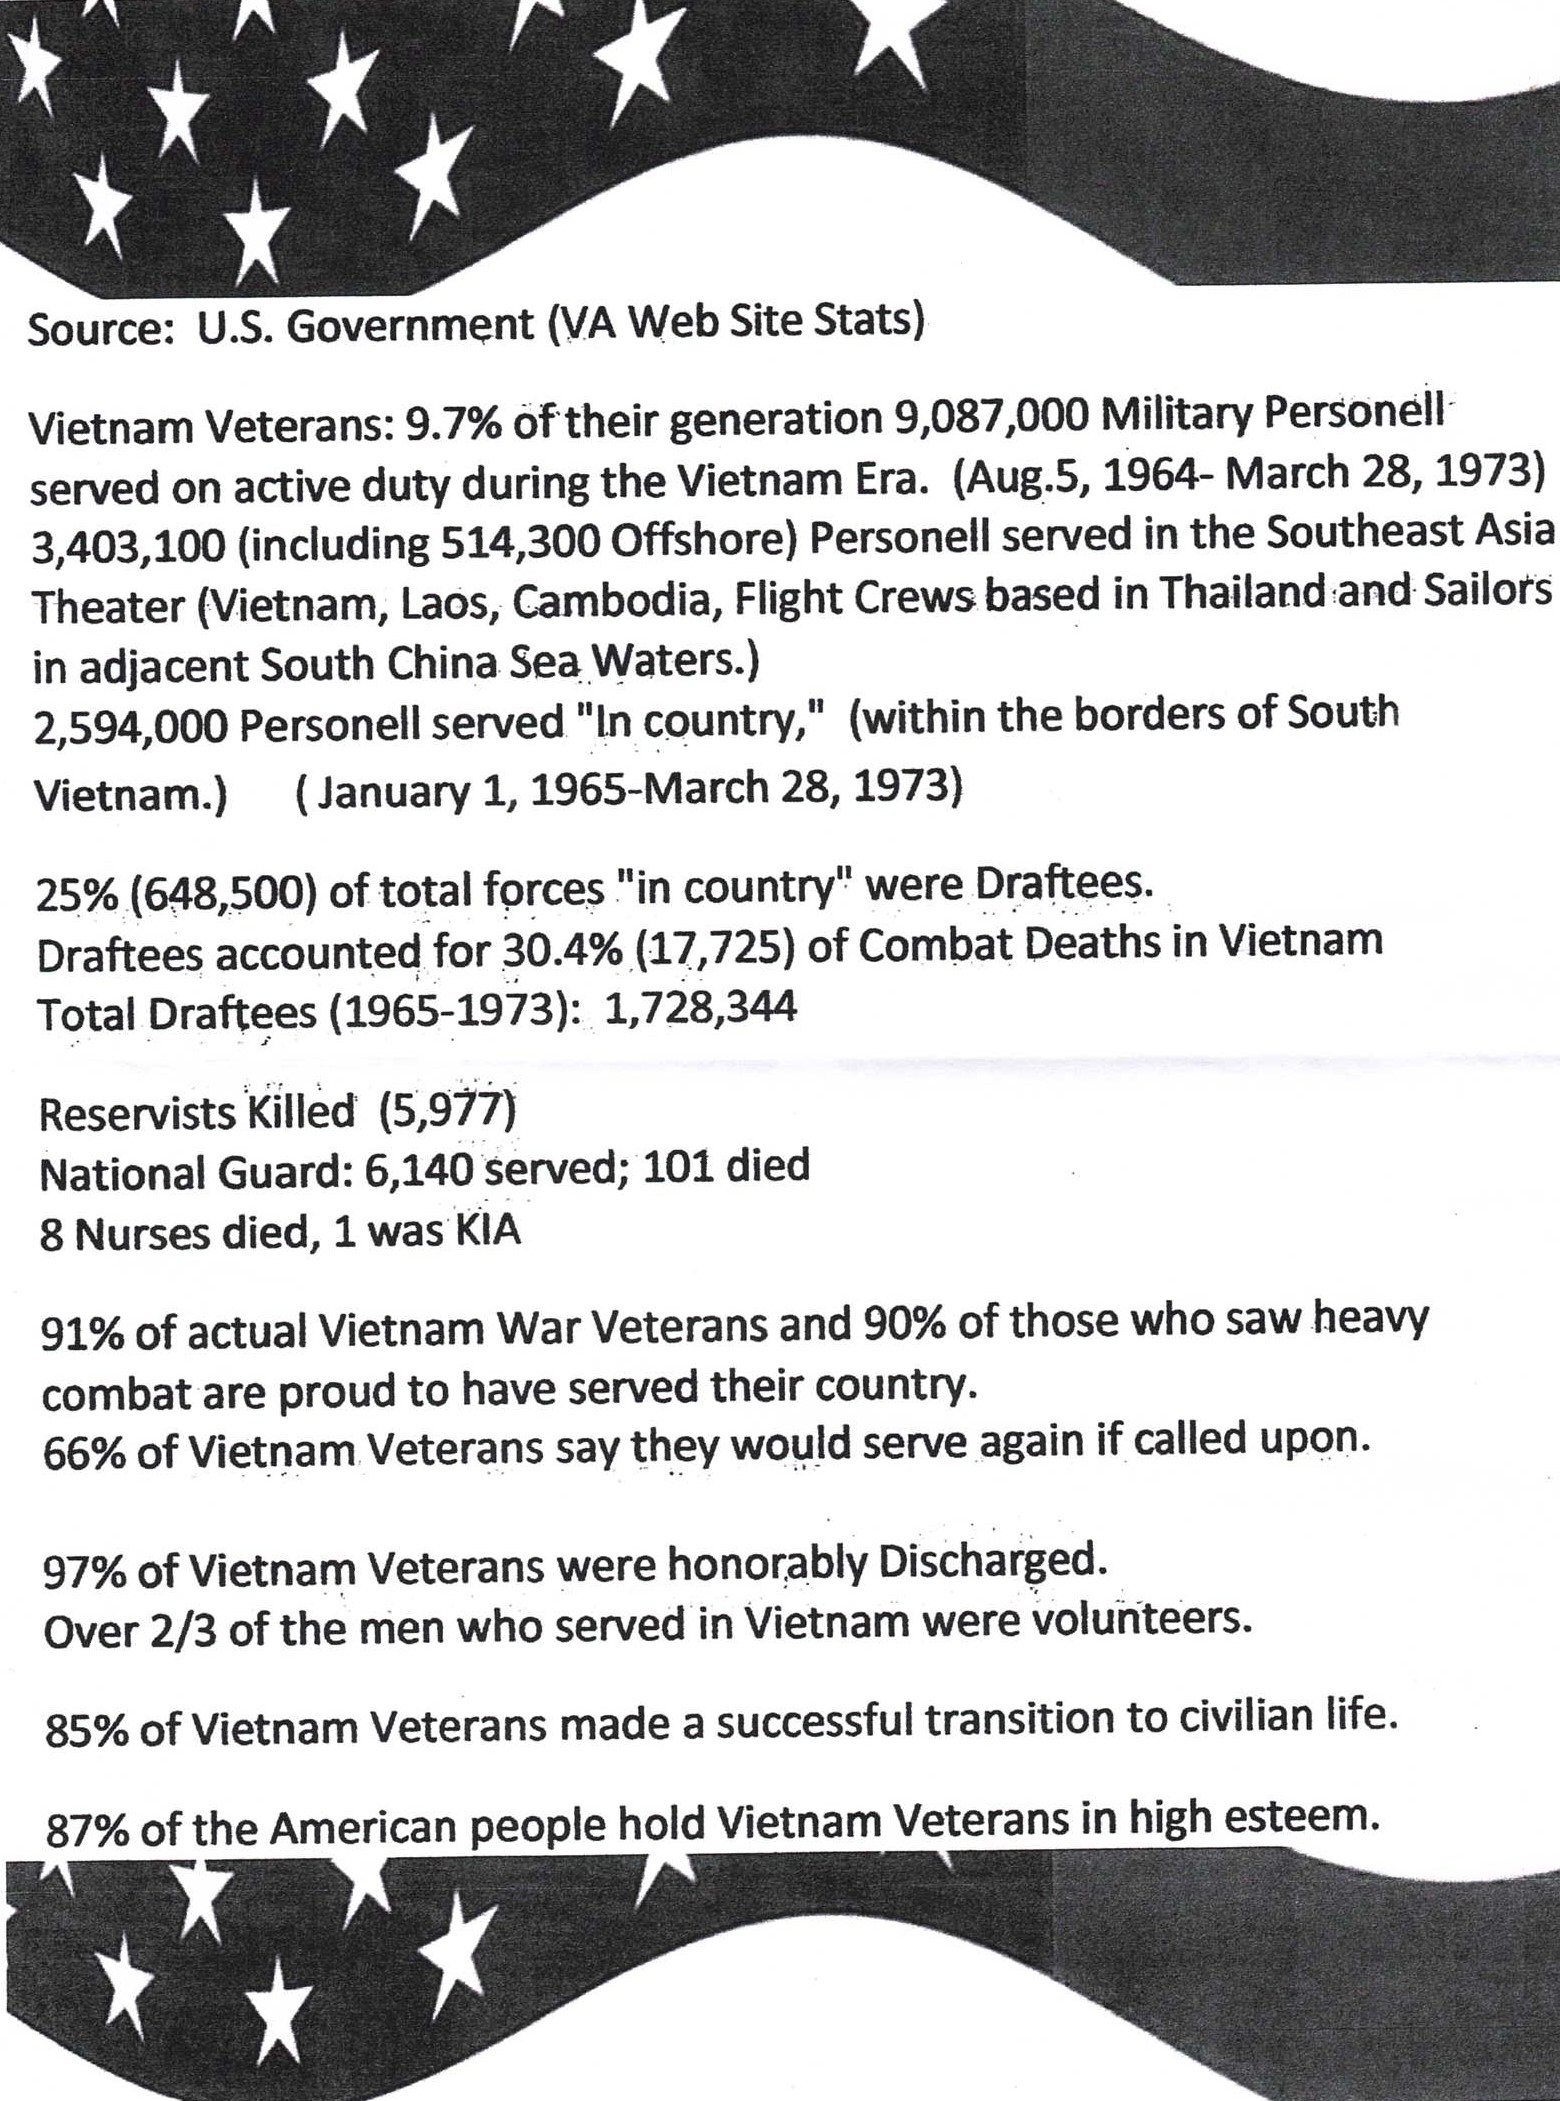 Source:  U.S. Government (VA Web Site Stats)
Vietnam Veterans: 9.7% of their generation 9,087,000 Military Personell
served on active duty during the Vietnam Era.  (Aug.5, 1964- March 28, 1973)
3,403,100 (including 514,300 Offshore) Personell served in the Southeast Asia
Theater (Vietnam, Laos, Cambodia, Flight Crews based in Thailand and Sailors
in adjacent South China Sea Waters.)
2,594,000 Personell served "In country,"  (within the borders of South
Vietnam.)     ( January 1, 1965-March 28, 1973)
25% (648,500) of total forces "in country" were Draftees.
Draftees accounted for 30.4% (17,725) of Combat Deaths in Vietnam
Total Draftees (1965-1973):  1,728,344
Reservists Killed  (5,977)
National Guard: 6,140 served; 101 died
8 Nurses died, 1 was KIA
91% of actual Vietnam War Veterans and 90% of those who saw heavy
combat are proud to have served their country.
66% of Vietnam Veterans say they would serve again if called upon.
97% of Vietnam Veterans were honorably Discharged.
Over 2/3 of the men who served in Vietnam were volunteers.
85% of Vietnam Veterans made a successful transition to civilian life.
87% of the American people hold Vietnam Veterans in high esteem.